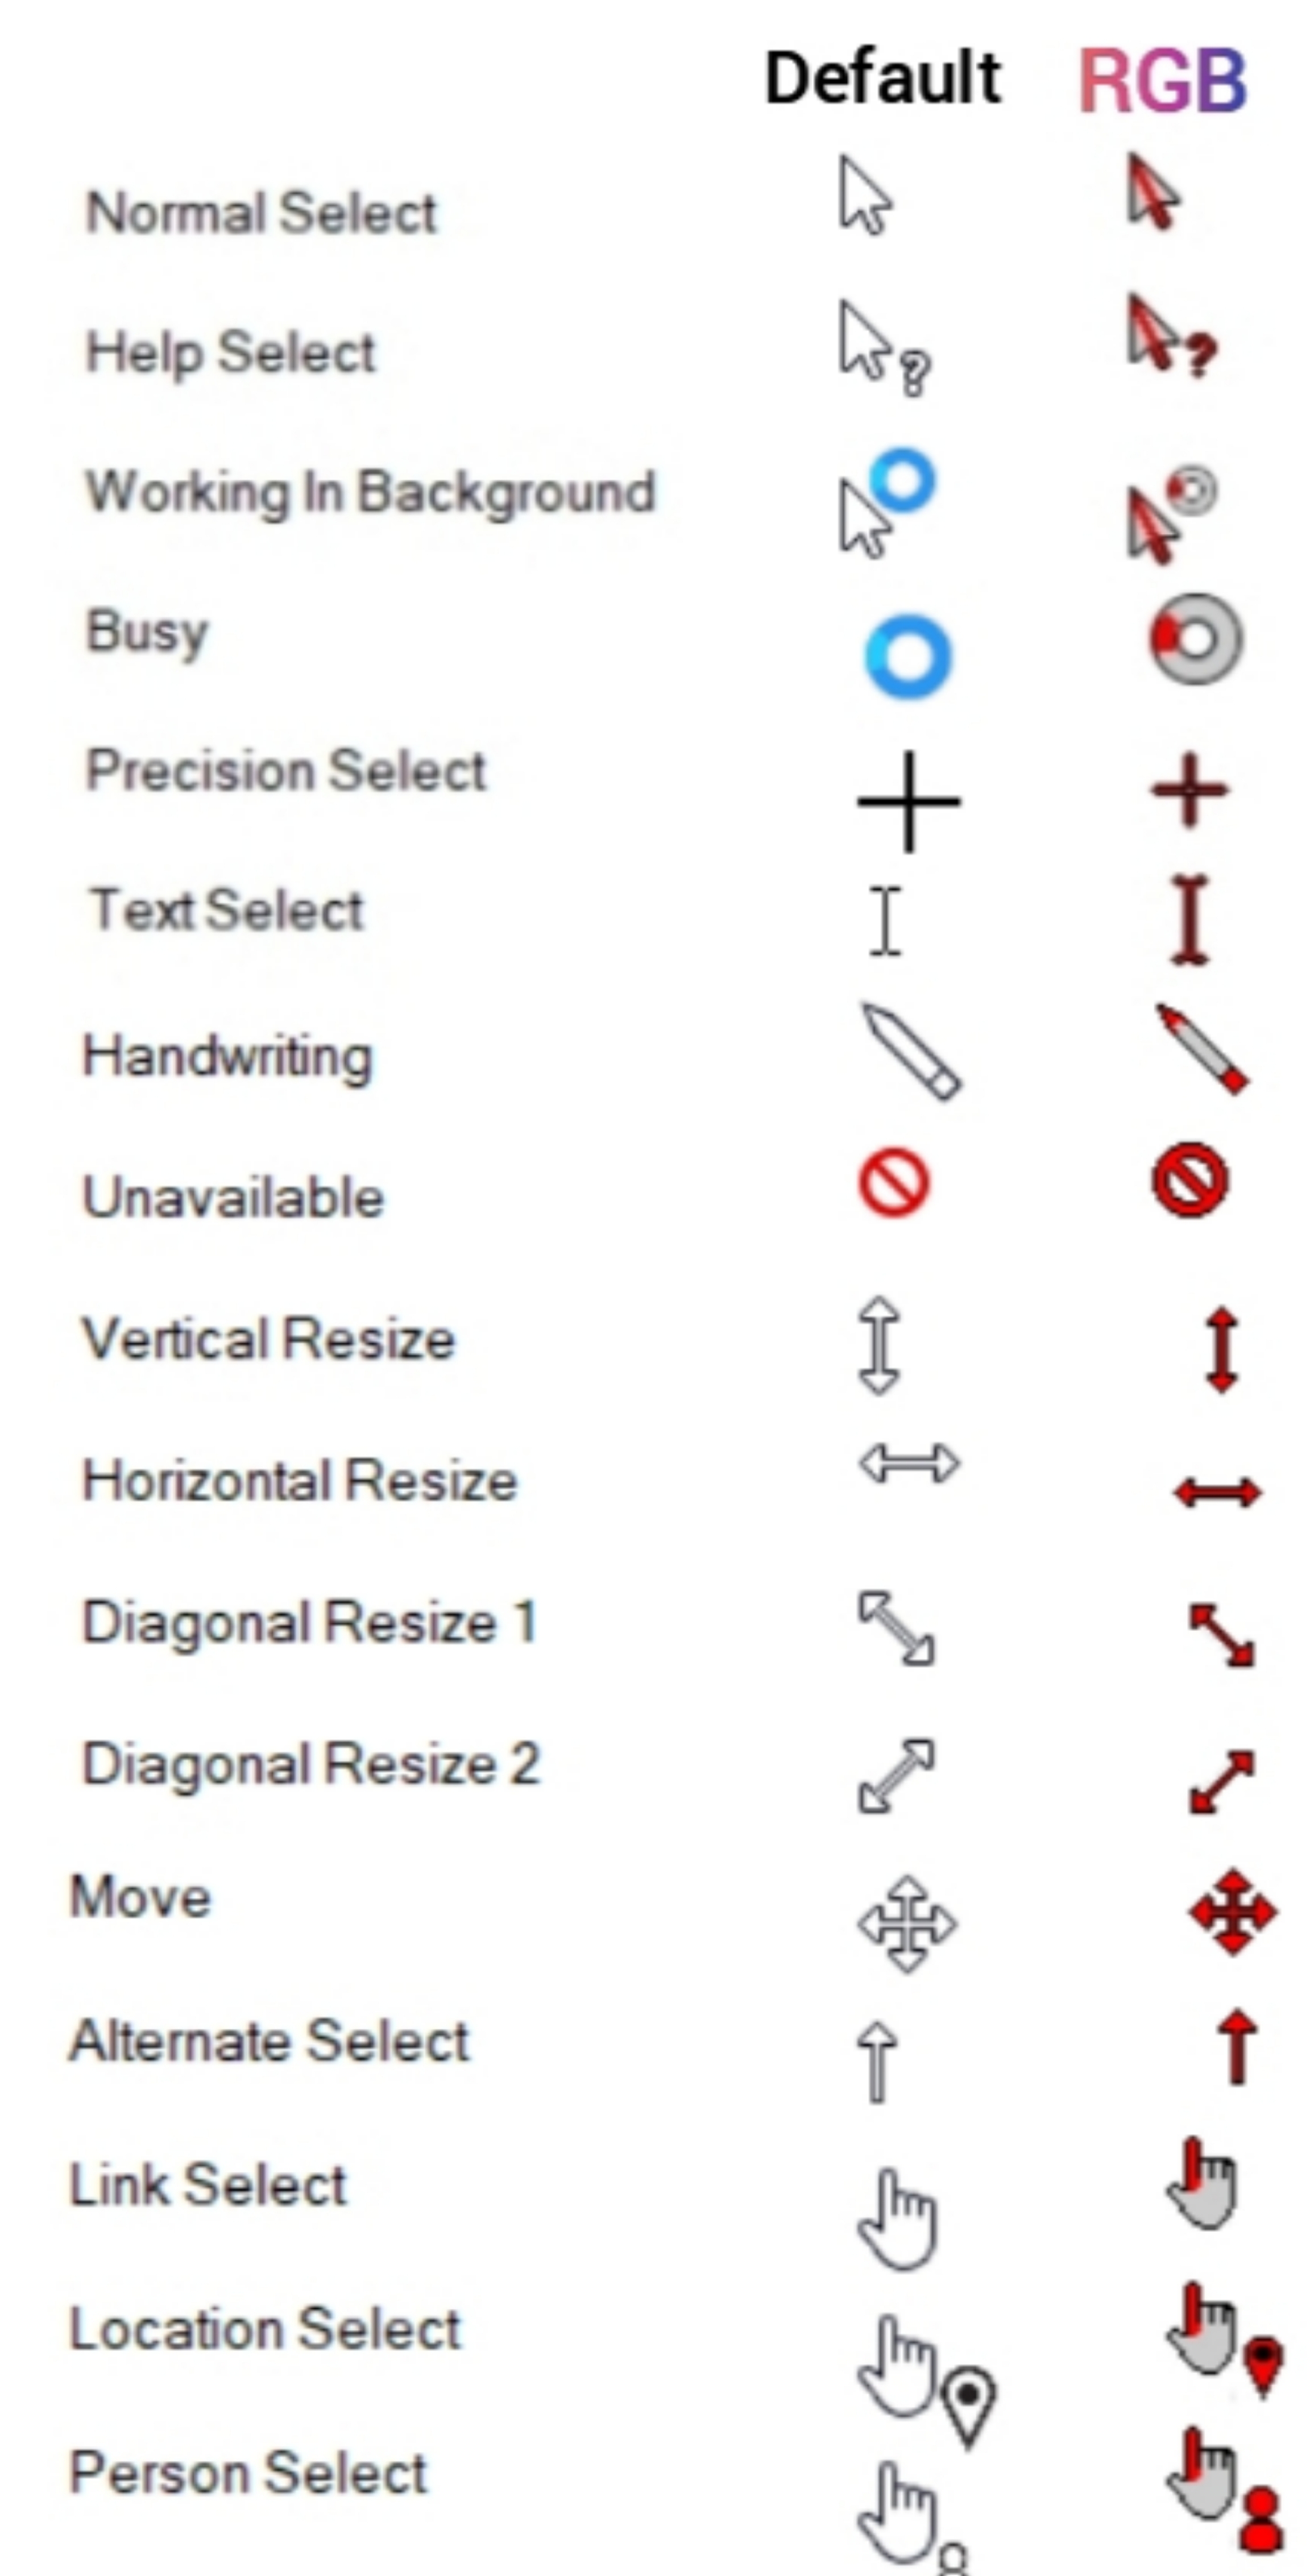 Default RGB
Normal Select
Help Select
Working In Background
Busy
Precision Select
Text Select
Handwriting
Unavailable
Vertical Resize
Horizontal Resize
Diagonal Resize 1
Diagonal Resize 2
Move
Alternate Select
Link Select
Location Select
Person Select